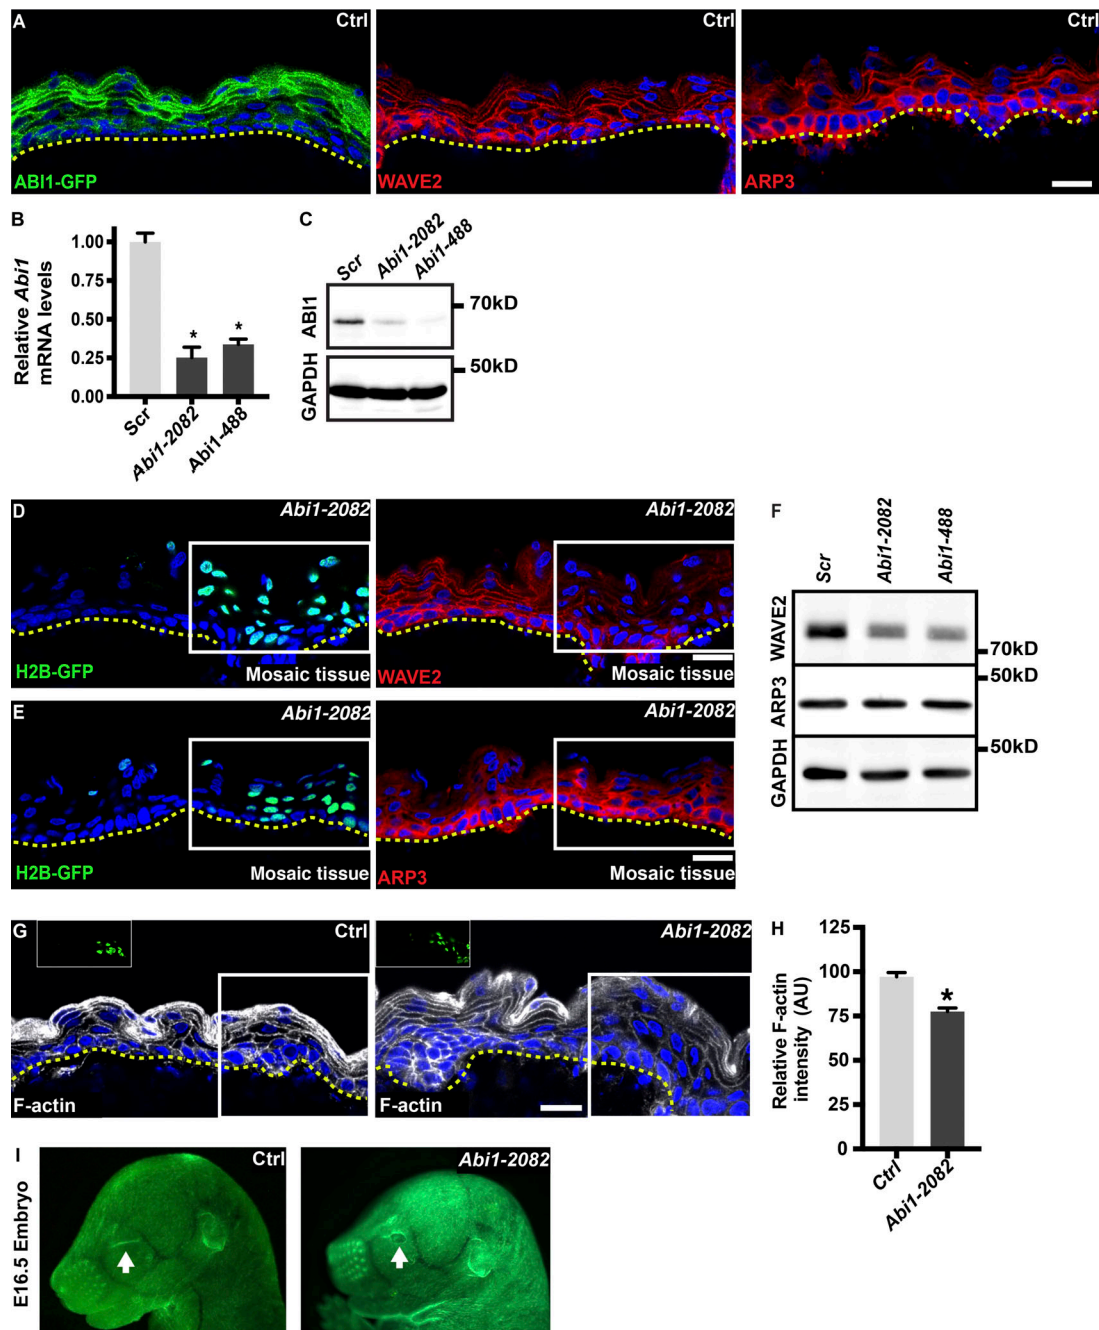 A
Ctrl
Ctrl
Ctrl
ABI1-GFP
WAVE2
ARP3
B
Relative Abi1
mRNA levels
1.00
0.75
0.50
0.25
0.00
Scr
Abi1-2082
Abi1-488
C
Scr
Abi1-2082
Abi1-488
ABI1
70kD
GAPDH
50kD
D
Abi1-2082
Abi1-2082
H2B-GFP
Mosaic tissue
WAVE2
Mosaic tissue
E
Abi1-2082
Abi1-2082
H2B-GFP
Mosaic tissue
ARP3
Mosaic tissue
F
Scr
Abi1-2082
Abi1-488
WAVE2
70kD
ARP3
50kD
GAPDH
50kD
G
Ctrl
Abi1-2082
F-actin
H
Relative F-actin
intensity (AU)
125
100
75
50
25
0
*
Ctrl
Abi1-2082
I
E16.5 Embryo
Ctrl
Abi1-2082